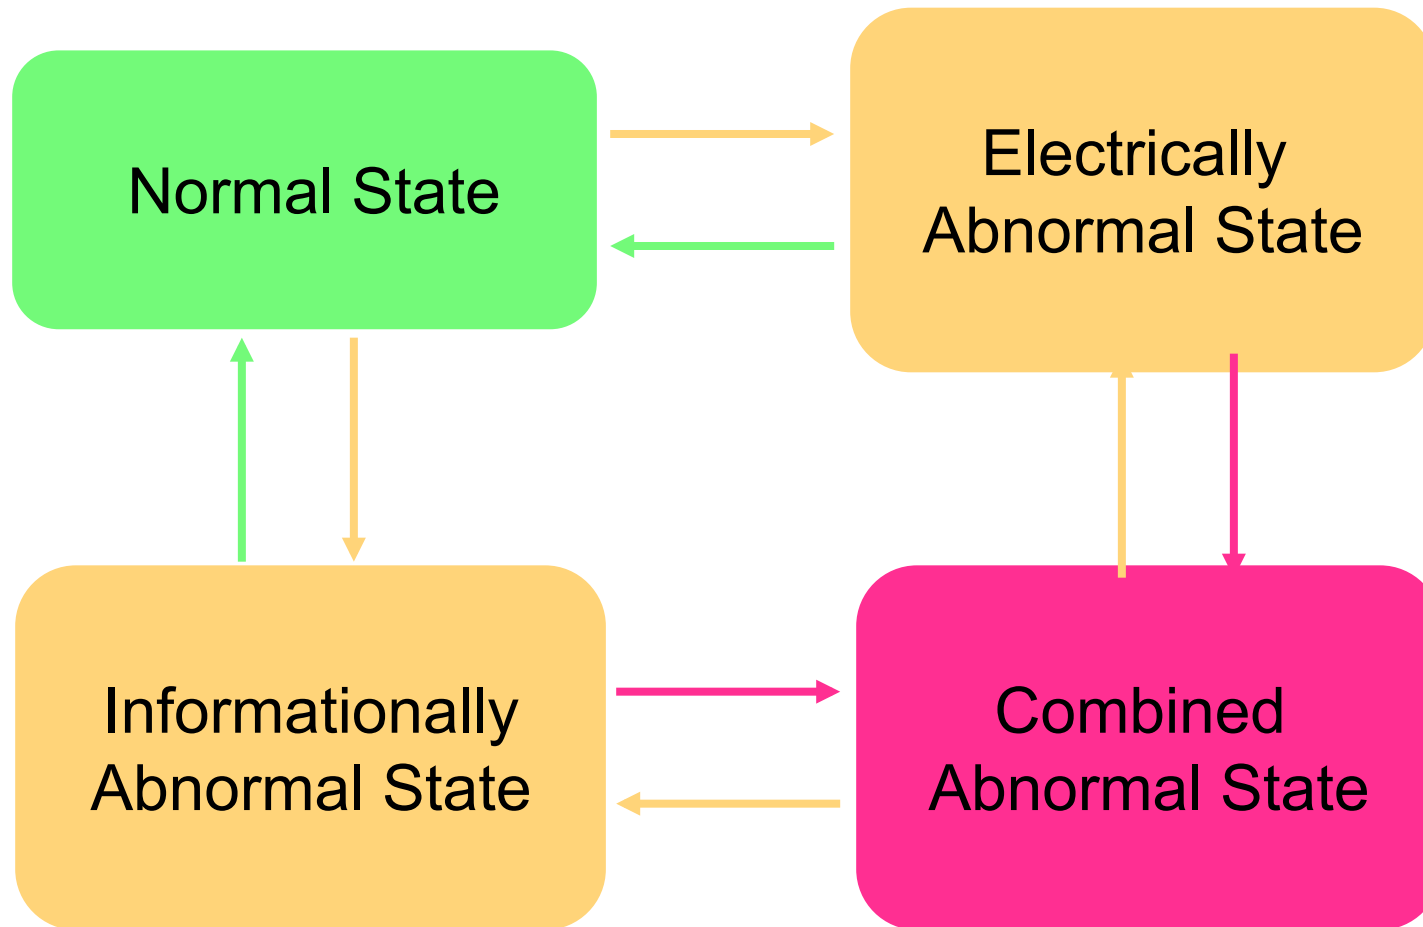 Normal State
Electrically
Abnormal State
Informationally
Abnormal State
Combined
Abnormal State